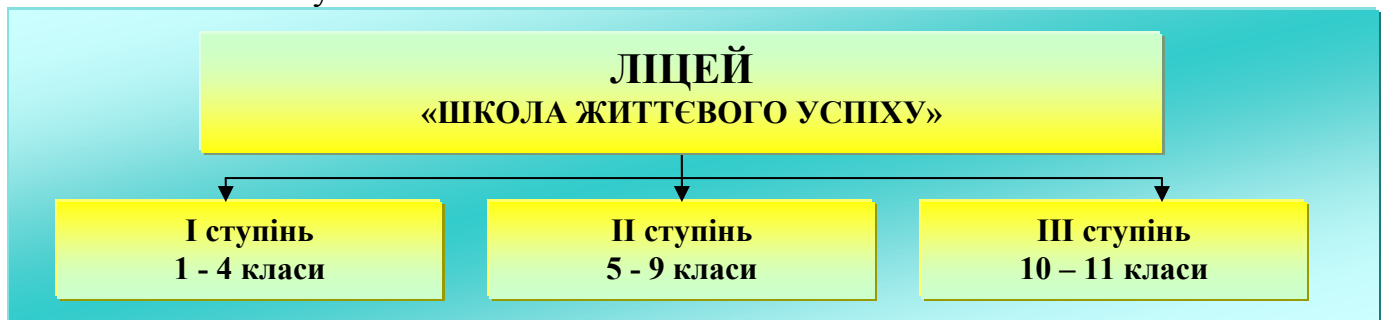 ЛІЦЕЙ
«ШКОЛА ЖИТТЄВОГО УСПІХУ»
І ступінь
1 - 4 класи
ІІ ступінь
5 - 9 класи
ІІІ ступінь
10 – 11 класи